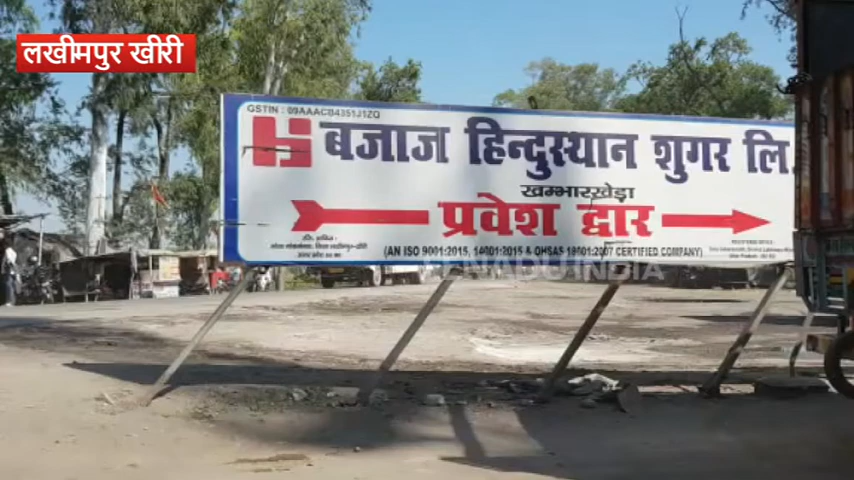 लखीमपुर खीरी
GSTIN : 09AAACB4351J1ZQ
बजाज हिन्दुस्थान शुगर लि.
खम्भारखेड़ा
प्रवेश द्वार
(AN ISO 9001:2015, 14001:2015 & OHSAS 18001:2007 CERTIFIED COMPANY)